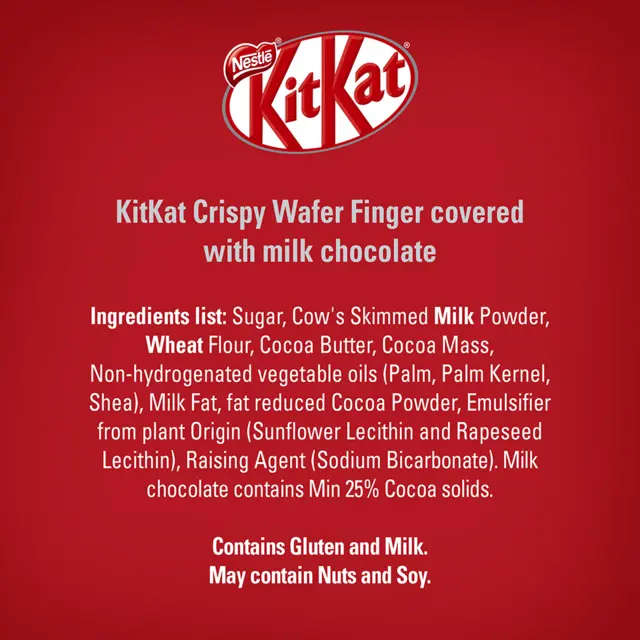 Nestlé®
KitKat®
KitKat Crispy Wafer Finger covered
with milk chocolate
Ingredients list: Sugar, Cow's Skimmed Milk Powder,
Wheat Flour, Cocoa Butter, Cocoa Mass,
Non-hydrogenated vegetable oils (Palm, Palm Kernel,
Shea), Milk Fat, fat reduced Cocoa Powder, Emulsifier
from plant Origin (Sunflower Lecithin and Rapeseed
Lecithin), Raising Agent (Sodium Bicarbonate). Milk
chocolate contains Min 25% Cocoa solids.
Contains Gluten and Milk.
May contain Nuts and Soy.